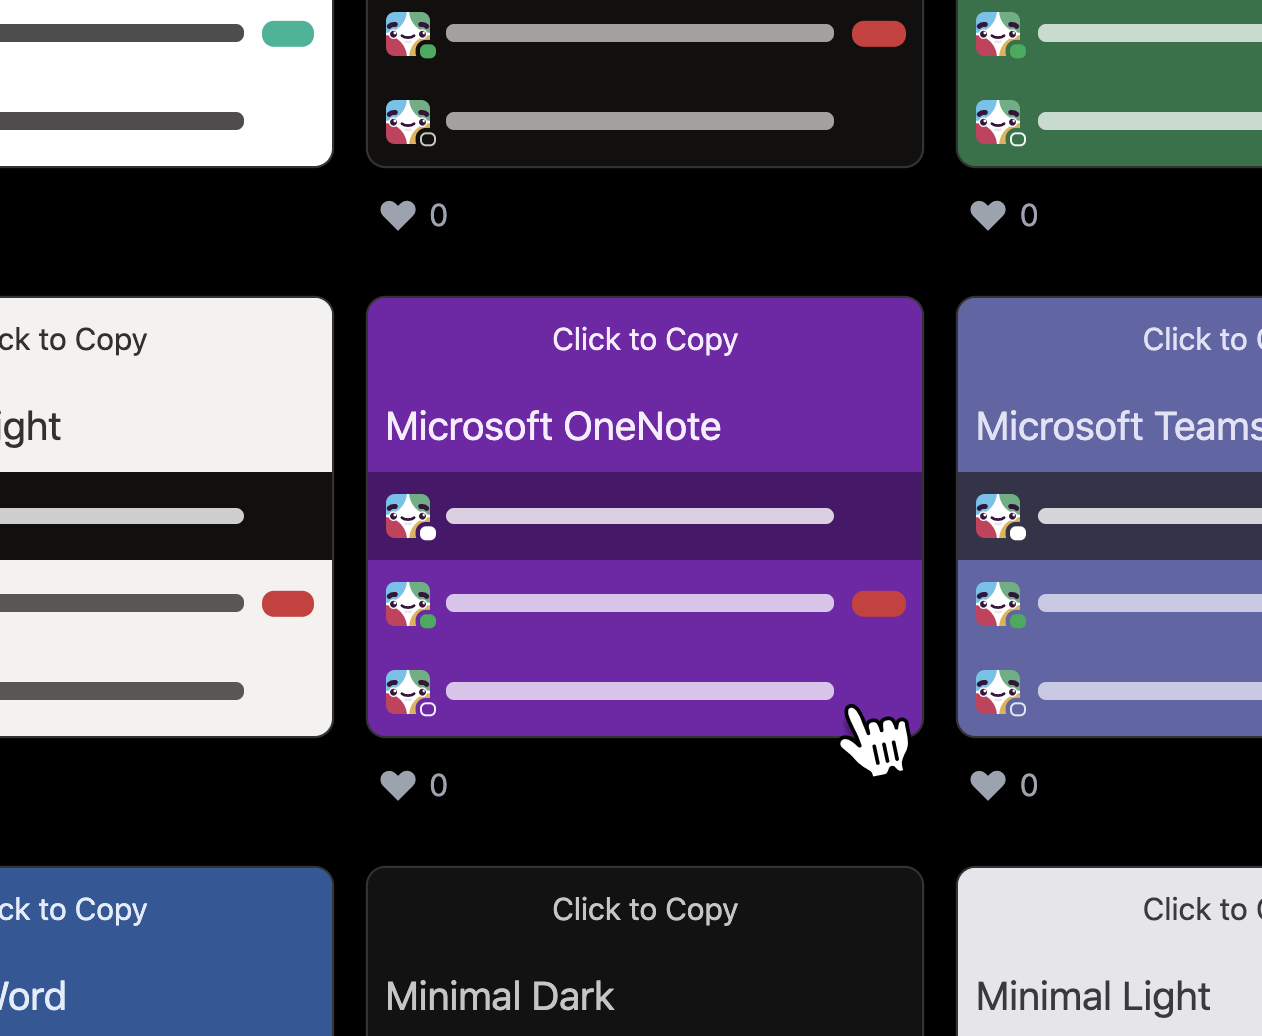 0
0
ck to Copy
Click to Copy
Click to
ight
Microsoft OneNote
Microsoft Teams
0
0
ck to Copy
Click to Copy
Click to
Word
Minimal Dark
Minimal Light